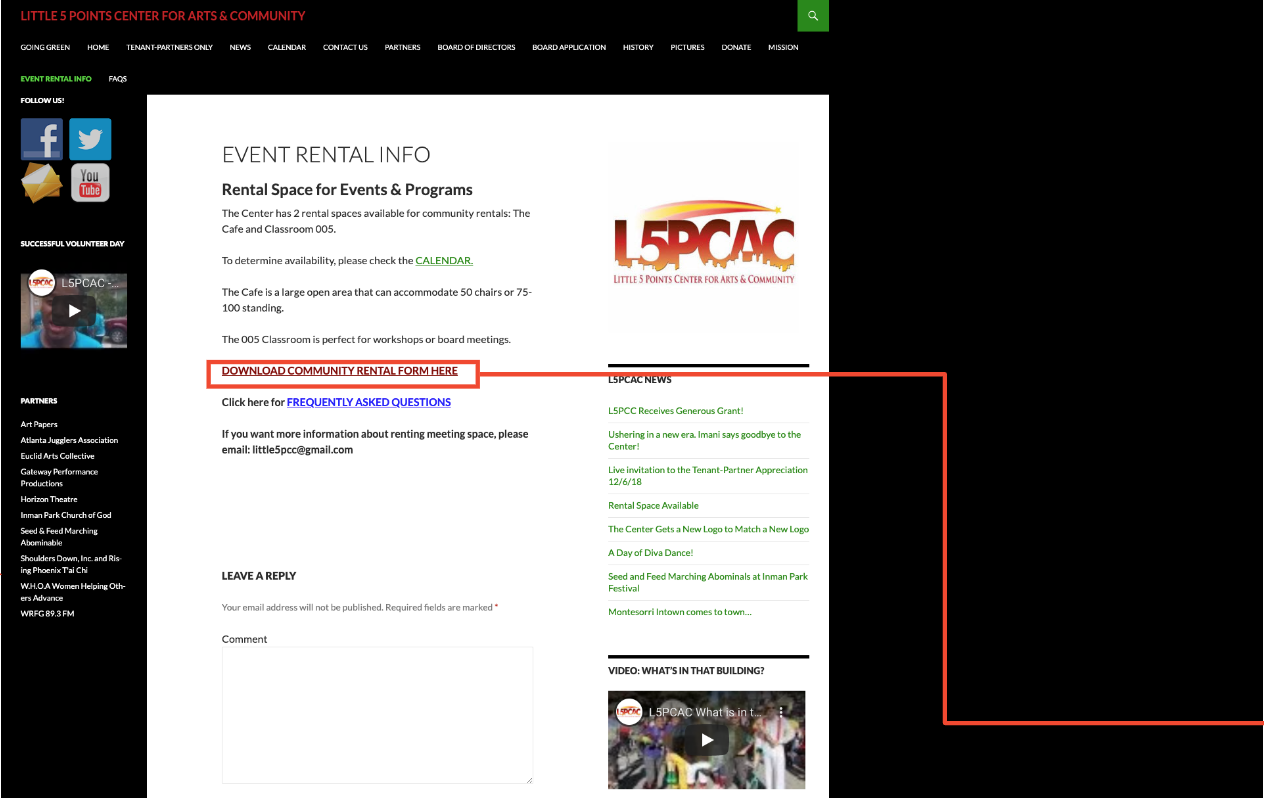 LITTLE 5 POINTS CENTER FOR ARTS & COMMUNITY
GOING GREEN HOME TENANT-PARTNERS ONLY NEWS CALENDAR CONTACT US PARTNERS BOARD OF DIRECTORS BOARD APPLICATION HISTORY PICTURES DONATE MISSION
EVENT RENTAL INFO FAQS
FOLLOW US!
You
Tube
SUCCESSFUL VOLUNTEER DAY
L5PCAC
L5PCAC -...
PARTNERS
Art Papers
Atlanta Jugglers Association
Euclid Arts Collective
Gateway Performance
Productions
Horizon Theatre
Inman Park Church of God
Seed & Feed Marching
Abominable
Shoulders Down, Inc. and Ris-
ing Phoenix T'ai Chi
W.H.O.A Women Helping Oth-
ers Advance
WRFG 89.3 FM
EVENT RENTAL INFO
Rental Space for Events & Programs
The Center has 2 rental spaces available for community rentals: The
Cafe and Classroom 005.
To determine availability, please check the CALENDAR.
The Cafe is a large open area that can accommodate 50 chairs or 75-
100 standing.
The 005 Classroom is perfect for workshops or board meetings.
DOWNLOAD COMMUNITY RENTAL FORM HERE
Click here for FREQUENTLY ASKED QUESTIONS
If you want more information about renting meeting space, please
email: little5pcc@gmail.com
LEAVE A REPLY
Your email address will not be published. Required fields are marked *
Comment
L5PCAC
LITTLE 5 POINTS CENTER FOR ARTS & COMMUNITY
L5PCAC NEWS
L5PCC Receives Generous Grant!
Ushering in a new era. Imani says goodbye to the
Center!
Live invitation to the Tenant-Partner Appreciation
12/6/18
Rental Space Available
The Center Gets a New Logo to Match a New Logo
A Day of Diva Dance!
Seed and Feed Marching Abominals at Inman Park
Festival
Montesorri Intown comes to town…
VIDEO: WHAT'S IN THAT BUILDING?
L5PCAC
L5PCAC What is in t...